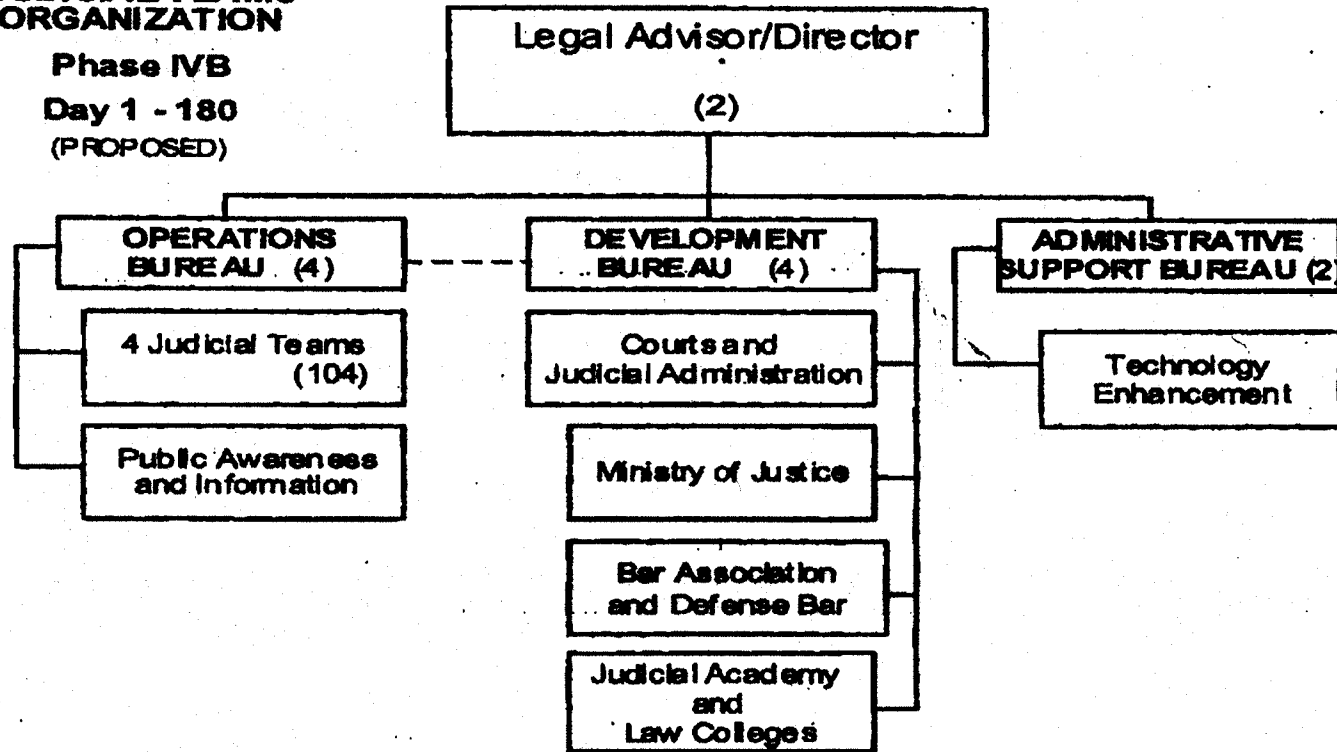 ORGANIZATION
Phase IVB
Day 1 - 180
(PROPOSED)
Legal Advisor/Director
(2)
OPERATIONS
BUREAU (4)
DEVELOPMENT
BUREAU (4)
ADMINISTRATIVE
SUPPORT BUREAU (2)
4 Judicial Teams
(104)
Public Awareness
and Information
Courts and
Judicial Administration
Ministry of Justice
Bar Association
and Defense Bar
Judicial Academy
and
Law Colleges
Technology
Enhancement